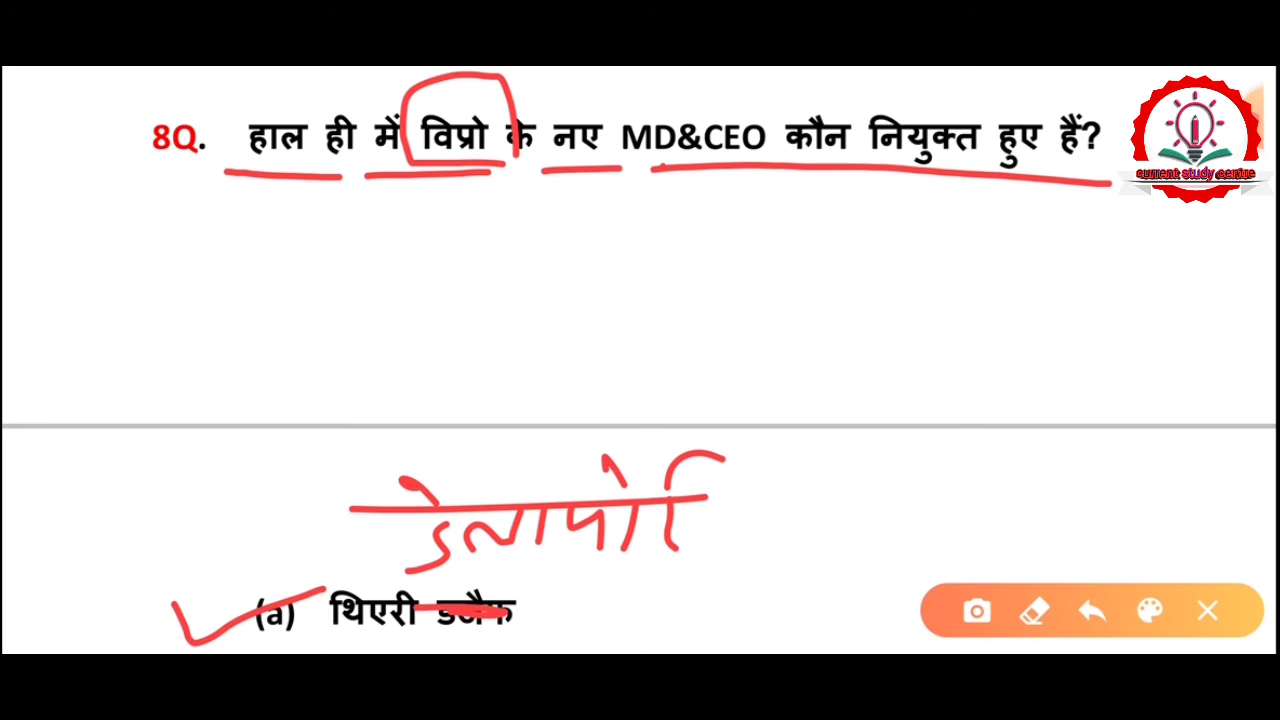 8Q. हाल ही में विप्रो के नए MD&CEO कौन नियुक्त हुए हैं?
current study centre
डेलापोर्
(a) थिएरी